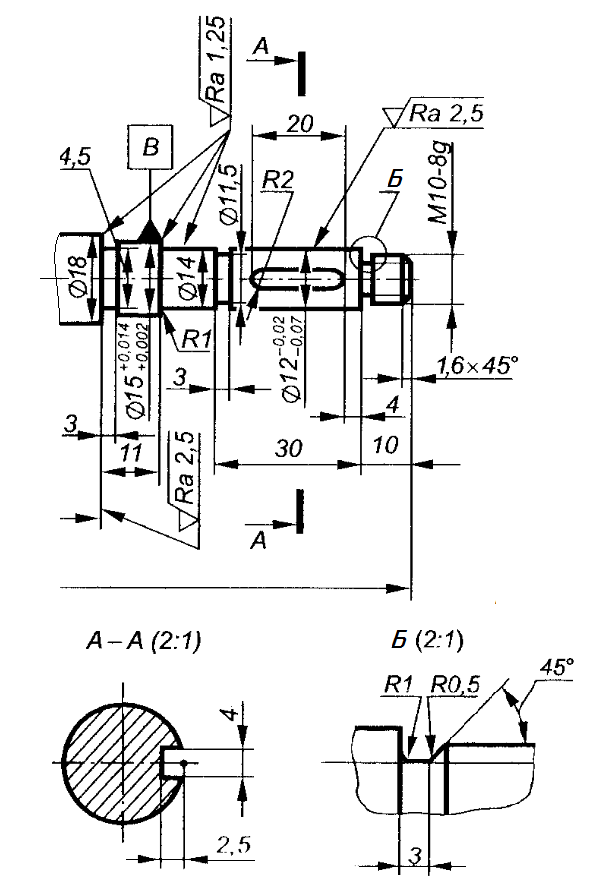 Ra 1,25
А
20
Ra 2,5
4,5
В
R2
Ø11,5
Б
M10-8g
Ø18
Ø14
Ø15 +0,014 +0,002
R1
3
Ø12 −0,02 −0,07
1,6×45°
4
3
11
30
10
Ra 2,5
А
А – А (2:1)
Б (2:1)
R1
R0,5
45°
4
2,5
3